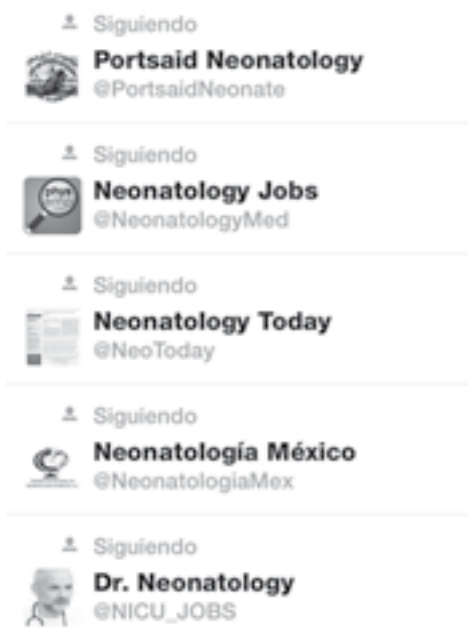 Siguiendo
Portsaid Neonatology
@PortsaidNeonate
Siguiendo
Neonatology Jobs
@NeonatologyMed
Siguiendo
Neonatology Today
@NeoToday
Siguiendo
Neonatología México
@NeonatologiaMex
Siguiendo
Dr. Neonatology
@NICU_JOBS